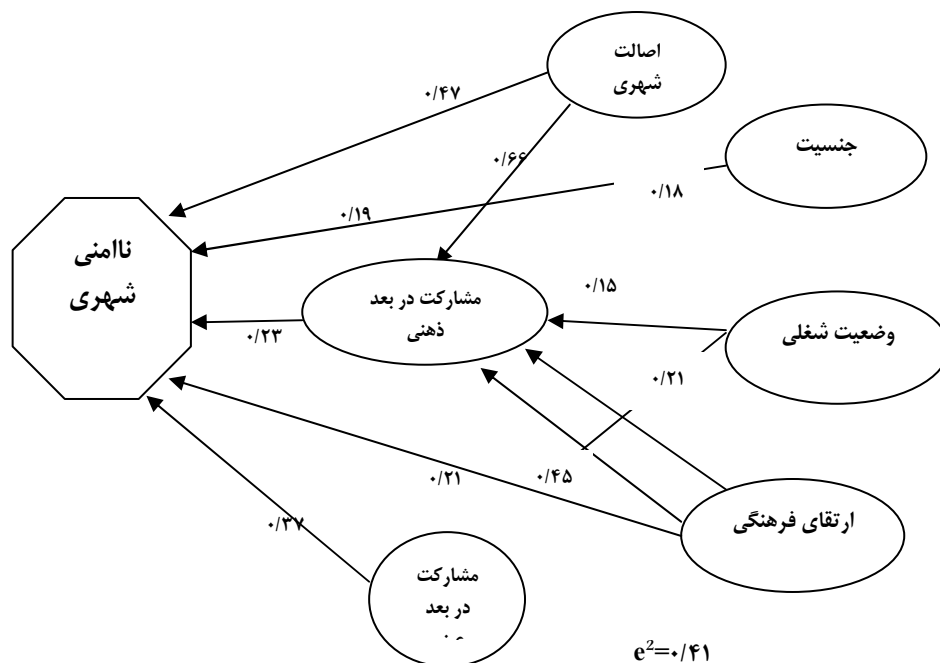 اصالت
شهری
۰/۴۷
۰/۶۶
جنسیت
۰/۱۸
۰/۱۹
ناامنی
شهری
مشارکت در بعد
ذهنی
۰/۱۵
وضعیت شغلی
۰/۲۳
۰/۲۱
۰/۲۱
۰/۴۵
ارتقای فرهنگی
۰/۳۷
مشارکت
در بعد
e²=۰/۴۱